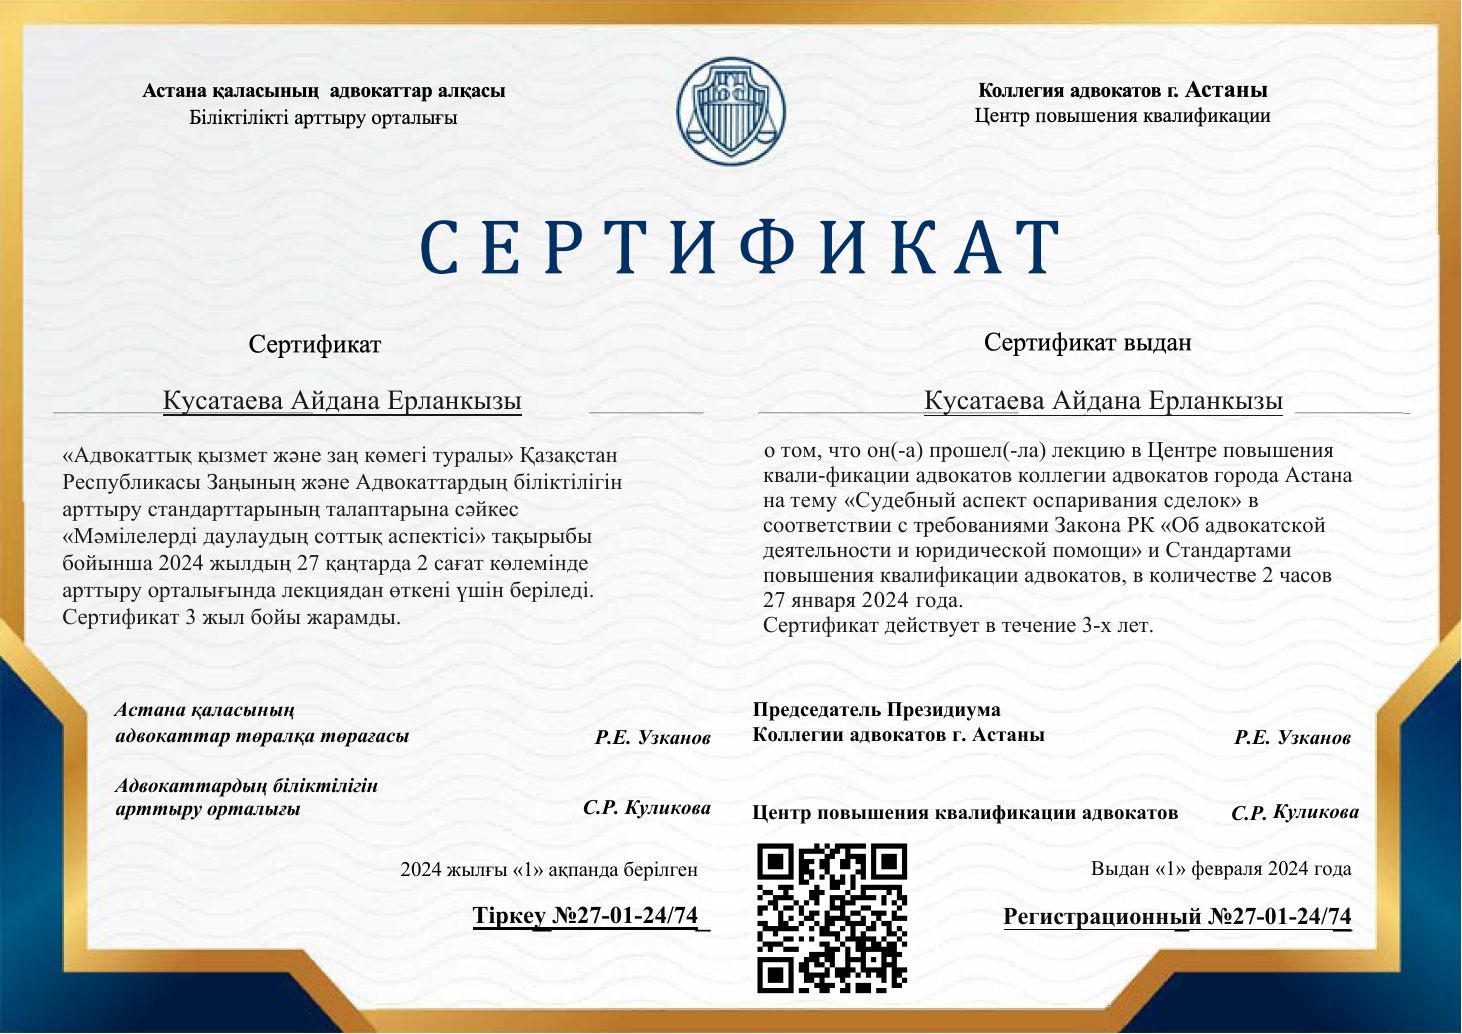 Астана қаласының адвокаттар алқасы
Біліктілікті арттыру орталығы
Коллегия адвокатов г. Астаны
Центр повышения квалификации
СЕРТИФИКАТ
Сертификат
Кусатаева Айдана Ерланкызы
«Адвокаттық қызмет және заң көмегі туралы» Қазақстан
Республикасы Заңының және Адвокаттардың біліктілігін
арттыру стандарттарының талаптарына сәйкес
«Мәмілелерді даулаудың соттық аспектісі» тақырыбы
бойынша 2024 жылдың 27 қаңтарда 2 сағат көлемінде
арттыру орталығында лекциядан өткені үшін беріледі.
Сертификат 3 жыл бойы жарамды.
Сертификат выдан
Кусатаева Айдана Ерланкызы
о том, что он(-а) прошел(-ла) лекцию в Центре повышения
квали-фикации адвокатов коллегии адвокатов города Астана
на тему «Судебный аспект оспаривания сделок» в
соответствии с требованиями Закона РК «Об адвокатской
деятельности и юридической помощи» и Стандартами
повышения квалификации адвокатов, в количестве 2 часов
27 января 2024 года.
Сертификат действует в течение 3-х лет.
Астана қаласының
адвокаттар төралқа төрағасы Р.Е. Узканов
Адвокаттардың біліктілігін
арттыру орталығы С.Р. Куликова
2024 жылғы «1» ақпанда берілген
Тіркеу №27-01-24/74
Председатель Президиума
Коллегии адвокатов г. Астаны Р.Е. Узканов
Центр повышения квалификации адвокатов С.Р. Куликова
Выдан «1» февраля 2024 года
Регистрационный №27-01-24/74